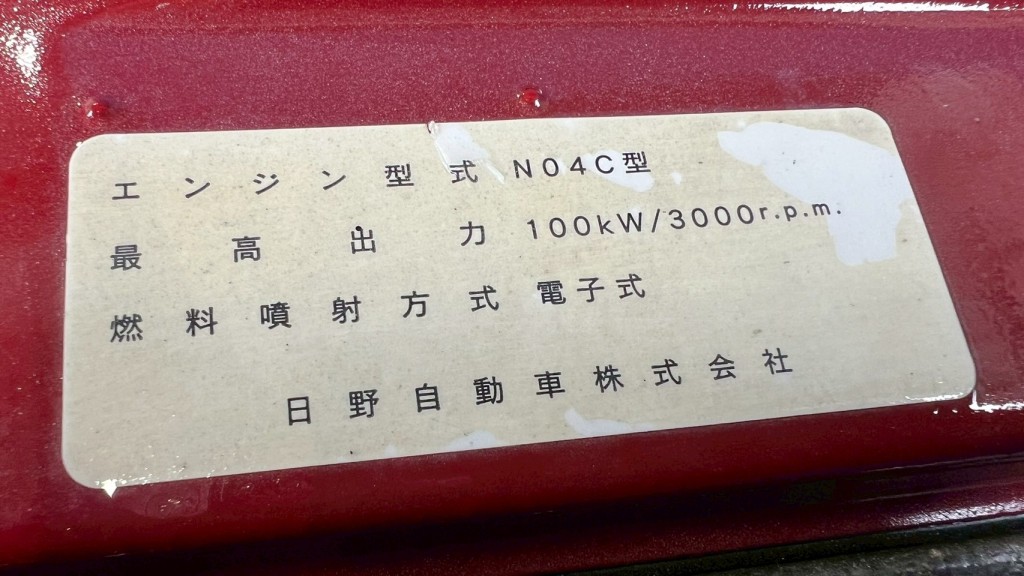 エンジン型式 N04C型
最高出力 100kW/3000r.p.m.
燃料噴射方式 電子式
日野自動車株式会社